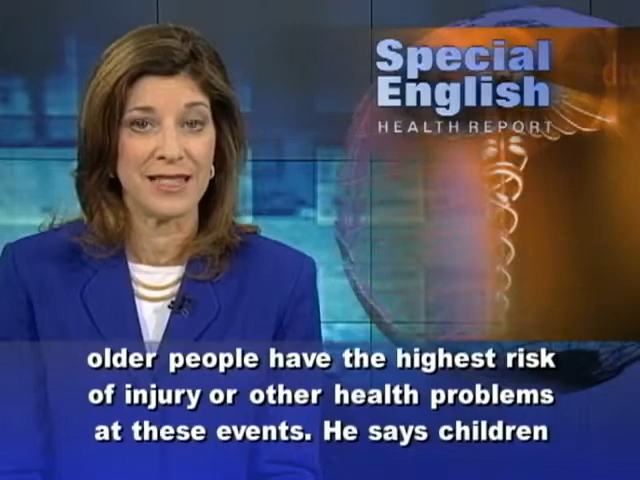 Special
English
HEALTH REPORT
older people have the highest risk
of injury or other health problems
at these events. He says children